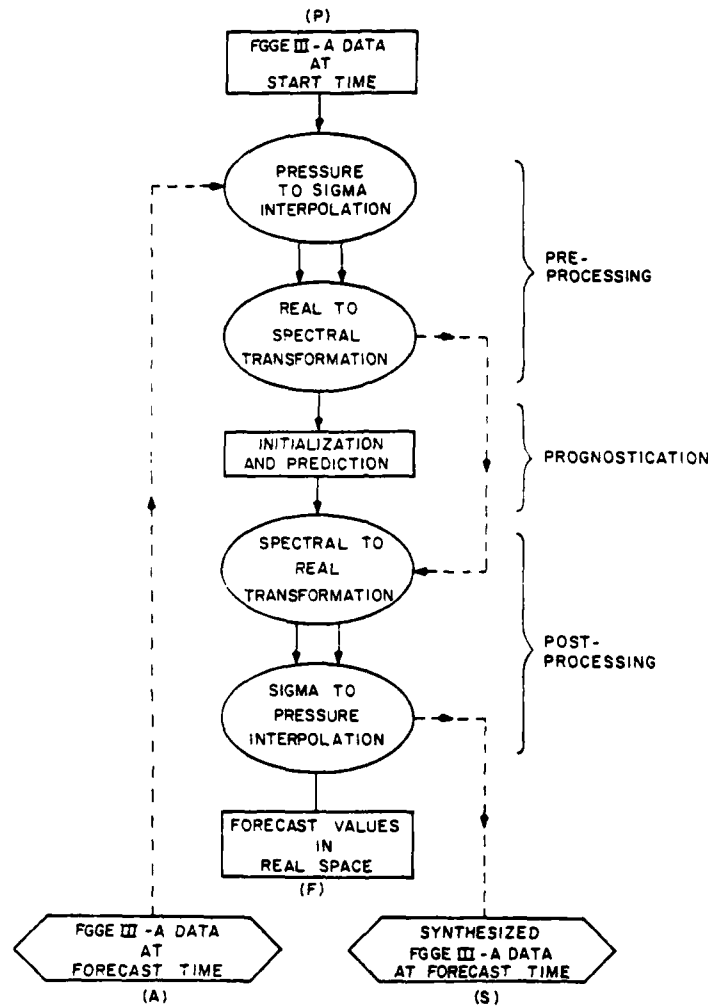 (P)
FGGE III-A DATA
AT
START TIME
PRESSURE
TO SIGMA
INTERPOLATION
PRE-
PROCESSING
REAL TO
SPECTRAL
TRANSFORMATION
INITIALIZATION
AND PREDICTION
PROGNOSTICATION
SPECTRAL TO
REAL
TRANSFORMATION
POST-
PROCESSING
SIGMA TO
PRESSURE
INTERPOLATION
FORECAST VALUES
IN
REAL SPACE
(F)
FGGE III-A DATA
AT
FORECAST TIME
(A)
SYNTHESIZED
FGGE III-A DATA
AT FORECAST TIME
(S)